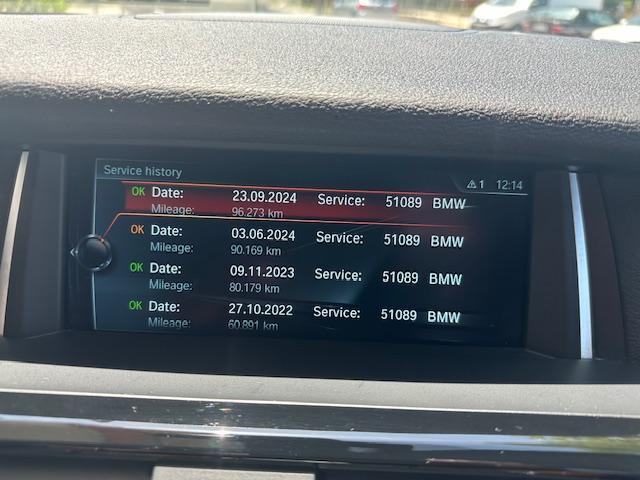 Service history
⚠1 12:14
OK Date: 23.09.2024 Service: 51089 BMW
Mileage: 96.273 km
OK Date: 03.06.2024 Service: 51089 BMW
Mileage: 90.169 km
OK Date: 09.11.2023 Service: 51089 BMW
Mileage: 80.179 km
OK Date: 27.10.2022 Service: 51089 BMW
Mileage: 60.891 km